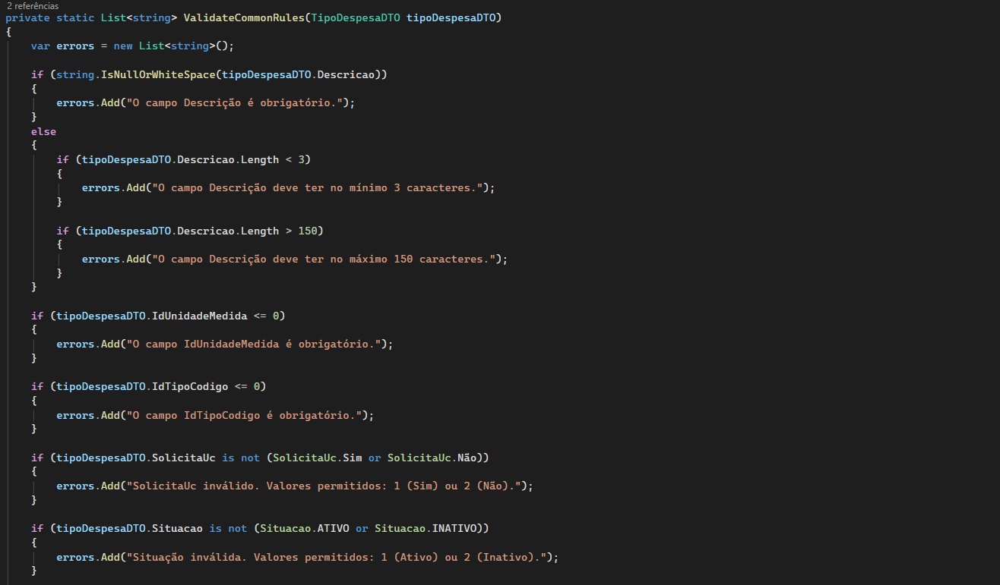 2 referências
private static List<string> ValidateCommonRules(TipoDespesaDTO tipoDespesaDTO)
{
    var errors = new List<string>();

    if (string.IsNullOrWhiteSpace(tipoDespesaDTO.Descricao))
    {
        errors.Add("O campo Descrição é obrigatório.");
    }
    else
    {
        if (tipoDespesaDTO.Descricao.Length < 3)
        {
            errors.Add("O campo Descrição deve ter no mínimo 3 caracteres.");
        }

        if (tipoDespesaDTO.Descricao.Length > 150)
        {
            errors.Add("O campo Descrição deve ter no máximo 150 caracteres.");
        }
    }

    if (tipoDespesaDTO.IdUnidadeMedida <= 0)
    {
        errors.Add("O campo IdUnidadeMedida é obrigatório.");
    }

    if (tipoDespesaDTO.IdTipoCodigo <= 0)
    {
        errors.Add("O campo IdTipoCodigo é obrigatório.");
    }

    if (tipoDespesaDTO.SolicitaUc is not (SolicitaUc.Sim or SolicitaUc.Não))
    {
        errors.Add("SolicitaUc inválido. Valores permitidos: 1 (Sim) ou 2 (Não).");
    }

    if (tipoDespesaDTO.Situacao is not (Situacao.ATIVO or Situacao.INATIVO))
    {
        errors.Add("Situação inválida. Valores permitidos: 1 (Ativo) ou 2 (Inativo).");
    }